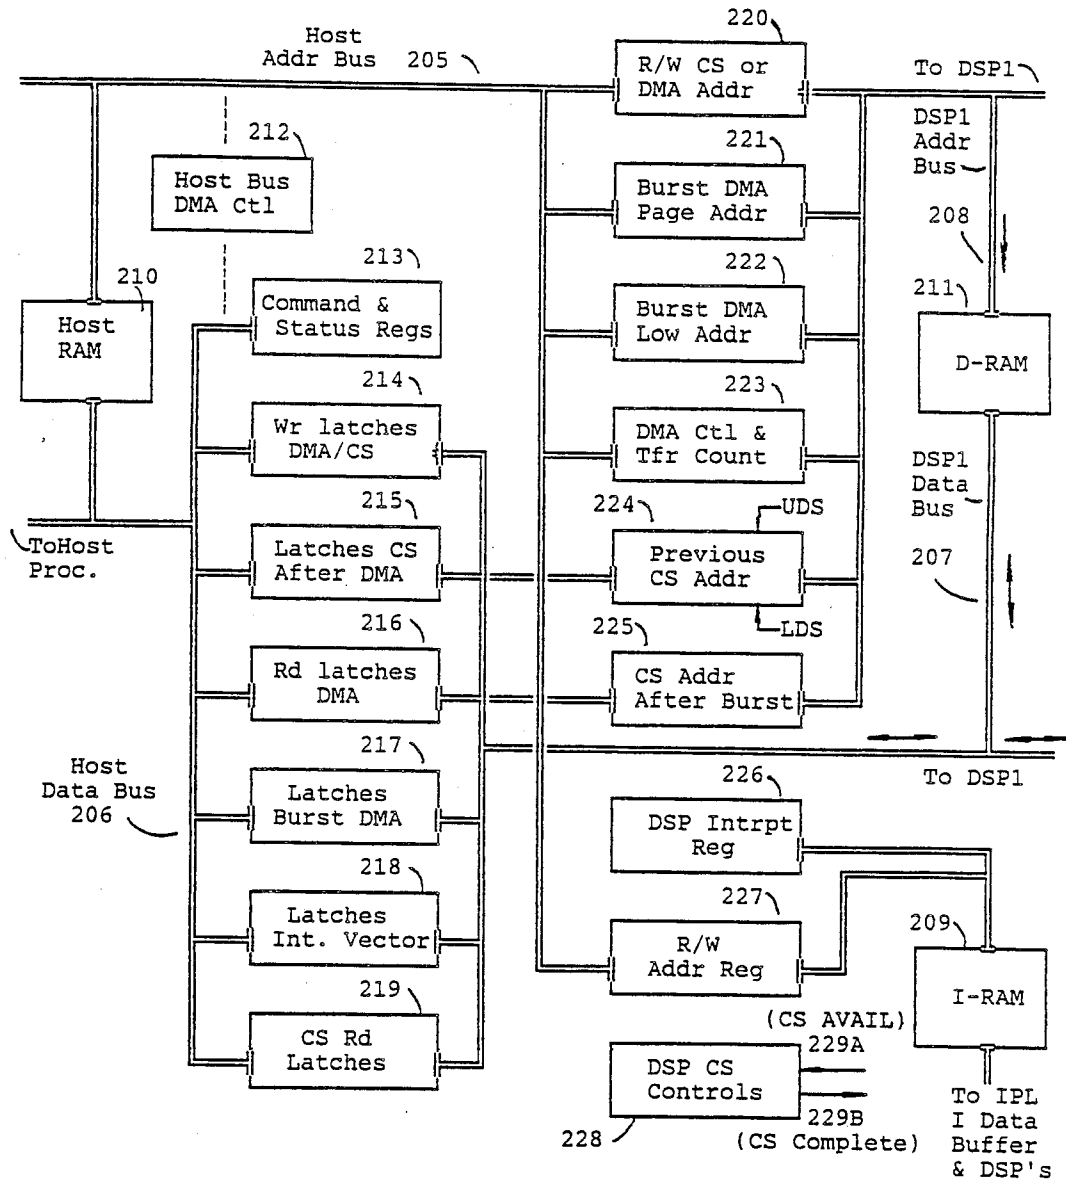 Host
Addr Bus 205
220
R/W CS or
DMA Addr
To DSP1
DSP1
Addr
Bus
212
Host Bus
DMA Ctl
221
Burst DMA
Page Addr
208
213
Command &
Status Regs
210
Host
RAM
222
Burst DMA
Low Addr
211
D-RAM
214
Wr latches
DMA/CS
223
DMA Ctl &
Tfr Count
DSP1
Data
Bus
215
Latches CS
After DMA
224
UDS
Previous
CS Addr
LDS
ToHost
Proc.
207
216
Rd latches
DMA
225
CS Addr
After Burst
217
Latches
Burst DMA
Host
Data Bus
206
To DSP1
226
DSP Intrpt
Reg
218
Latches
Int. Vector
227
R/W
Addr Reg
209
I-RAM
219
CS Rd
Latches
(CS AVAIL)
229A
DSP CS
Controls
229B
(CS Complete)
228
To IPL
I Data
Buffer
& DSP's